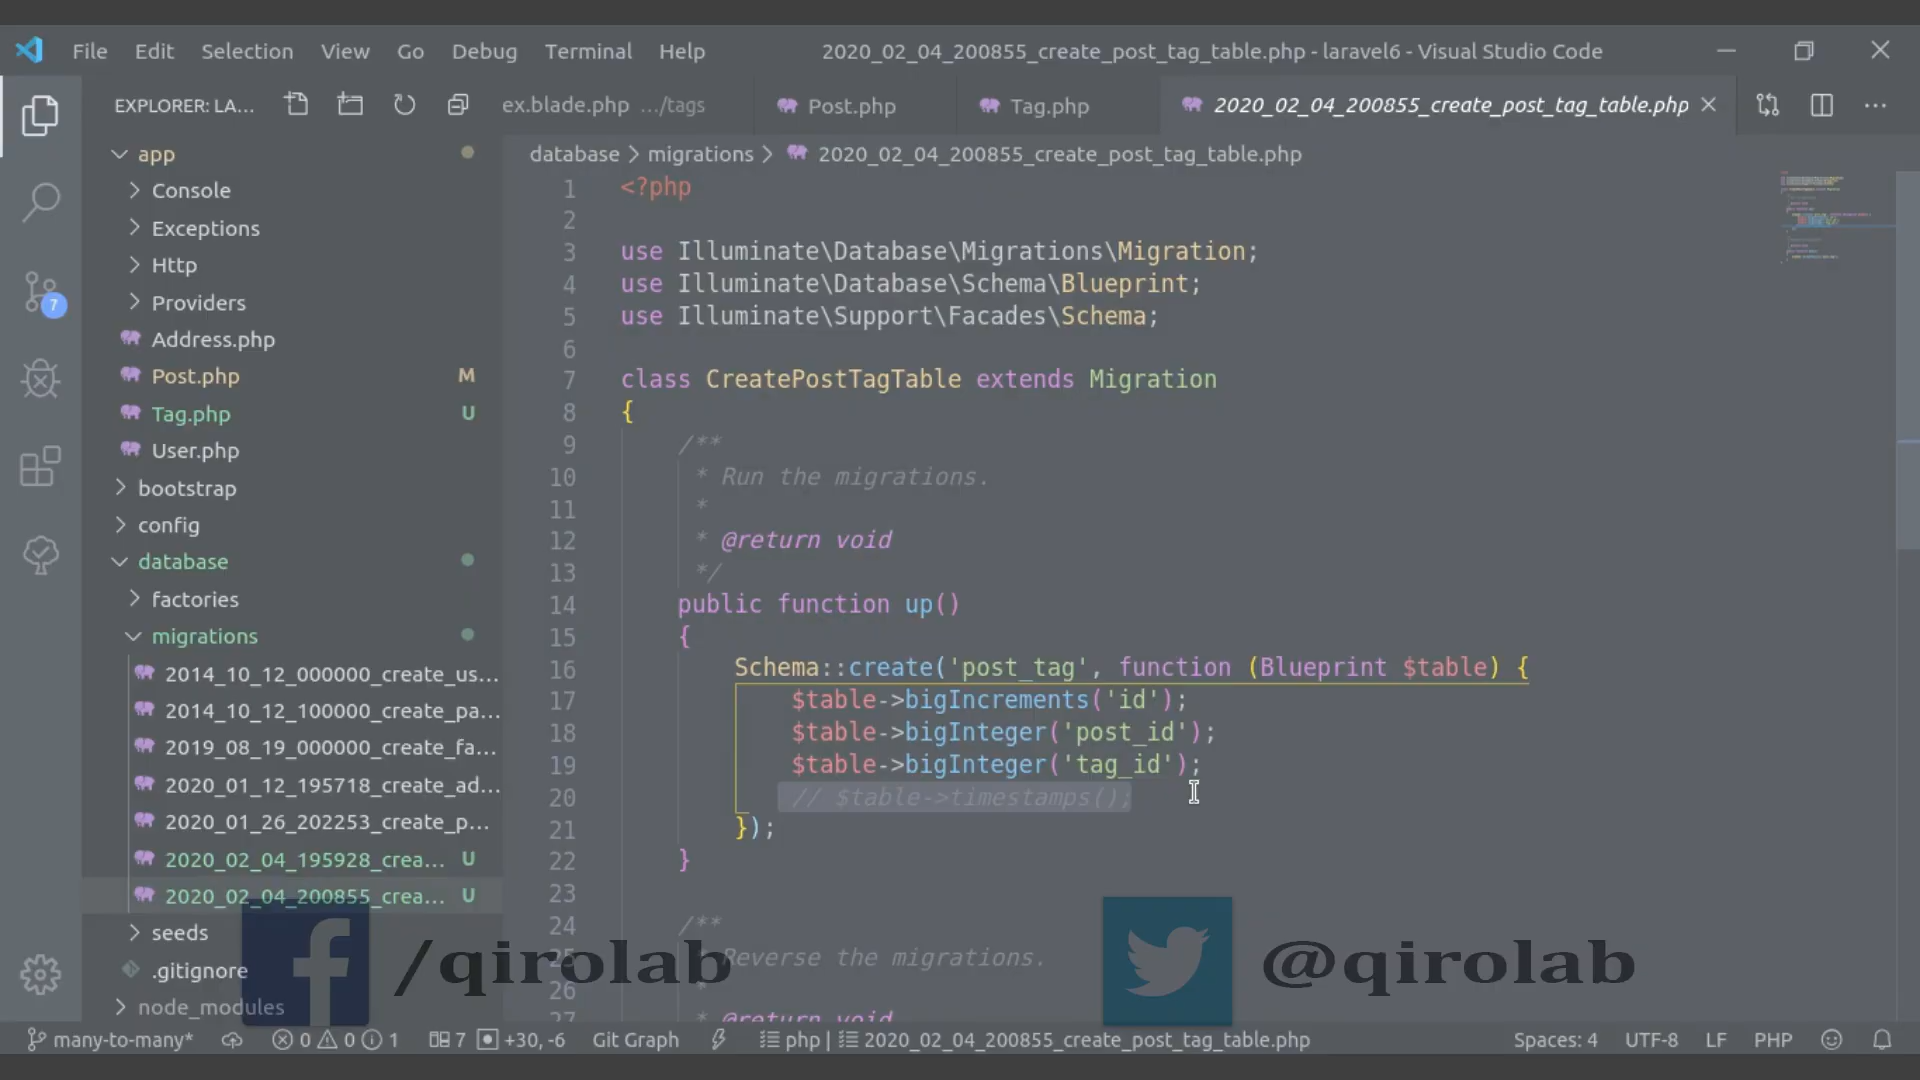 File Edit Selection View Go Debug Terminal Help 2020_02_04_200855_create_post_tag_table.php - laravel6 - Visual Studio Code
EXPLORER: LA... ex.blade.php .../tags Post.php Tag.php 2020_02_04_200855_create_post_tag_table.php
database > migrations > 2020_02_04_200855_create_post_tag_table.php
app
Console
Exceptions
Http
Providers
Address.php
Post.php M
Tag.php U
User.php
bootstrap
config
database
factories
migrations
2014_10_12_000000_create_us...
2014_10_12_100000_create_pa...
2019_08_19_000000_create_fa...
2020_01_12_195718_create_ad...
2020_01_26_202253_create_p...
2020_02_04_195928_crea... U
2020_02_04_200855_crea... U
seeds
.gitignore
node_modules
7
1 <?php
2
3 use Illuminate\Database\Migrations\Migration;
4 use Illuminate\Database\Schema\Blueprint;
5 use Illuminate\Support\Facades\Schema;
6
7 class CreatePostTagTable extends Migration
8 {
9 /**
10 * Run the migrations.
11 *
12 * @return void
13 */
14 public function up()
15 {
16 Schema::create('post_tag', function (Blueprint $table) {
17 $table->bigIncrements('id');
18 $table->bigInteger('post_id');
19 $table->bigInteger('tag_id');
20 // $table->timestamps();
21 });
22 }
23
24 /**
25 * Reverse the migrations.
26 *
27 * @return void
f /qirolab @qirolab
many-to-many* 0 0 1 7 +30, -6 Git Graph php | 2020_02_04_200855_create_post_tag_table.php Spaces: 4 UTF-8 LF PHP